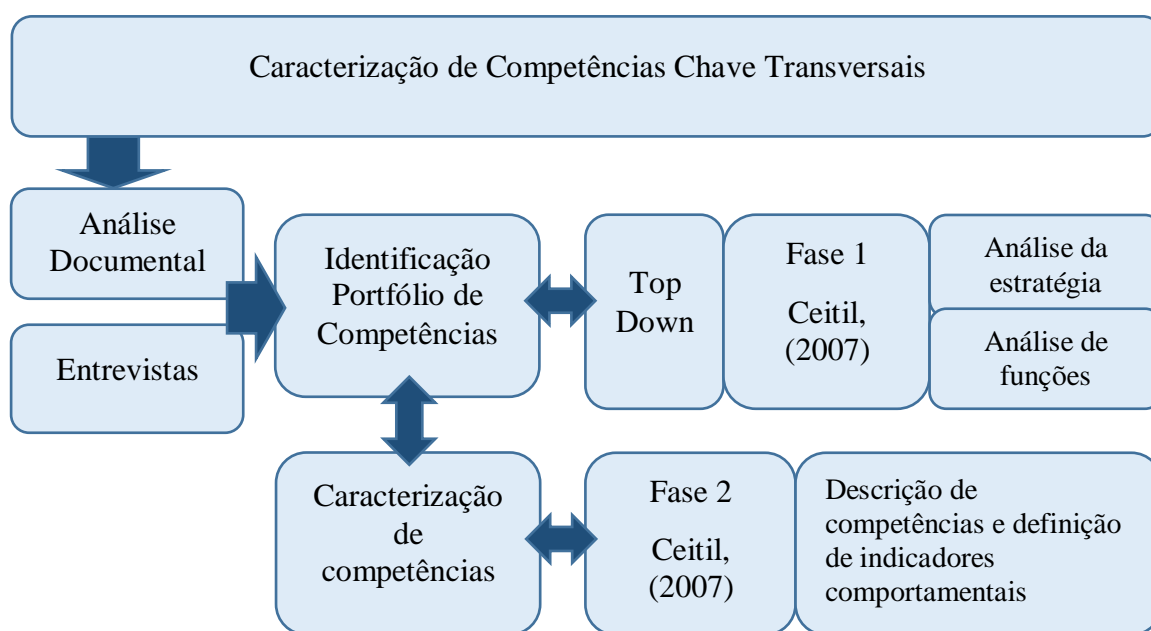 Caracterização de Competências Chave Transversais
Análise
Documental
Entrevistas
Identificação
Portfólio de
Competências
Top
Down
Fase 1
Ceitil,
(2007)
Análise da
estratégia
Análise de
funções
Caracterização
de
competências
Fase 2
Ceitil,
(2007)
Descrição de
competências e definição
de indicadores
comportamentais